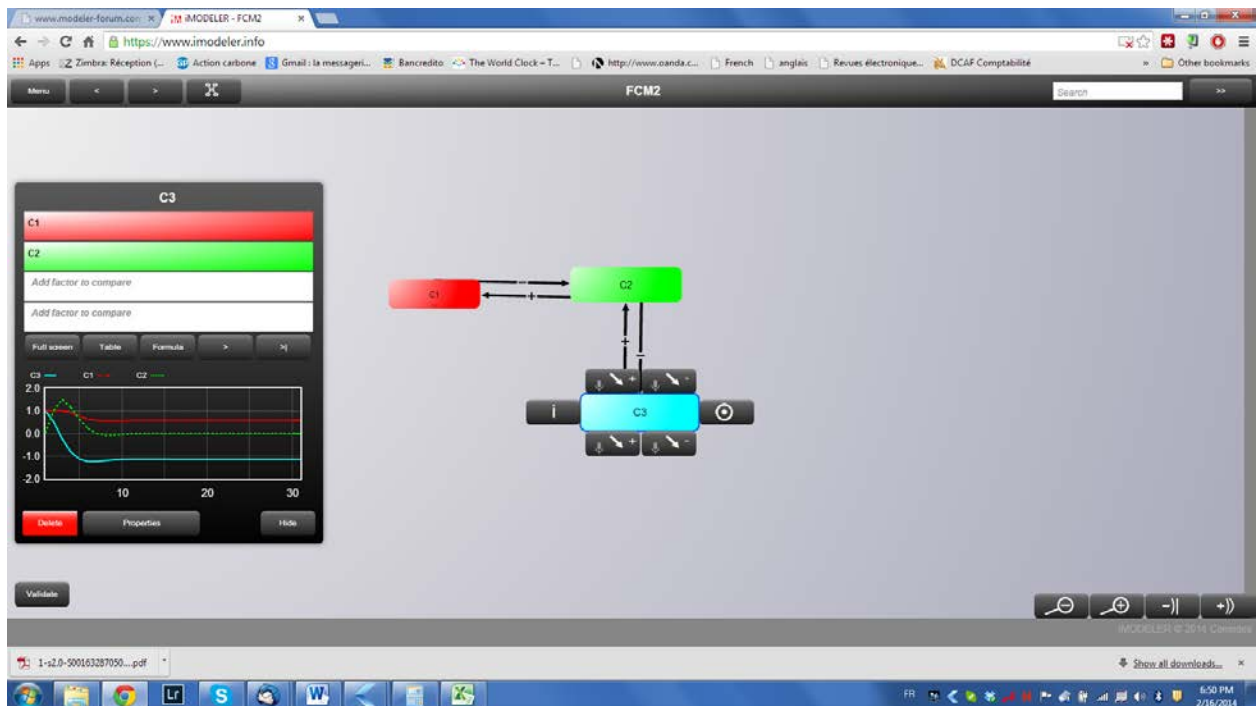 www.modeler-forum.com
iMODELER - FCM2
https://www.imodeler.info
Apps Zimbra: Réception (... Action carbone Gmail : la messageri... Bancredito The World Clock – T... http://www.oanda.c... French anglais Revues électronique... DCAF Comptabilité » Other bookmarks
Menu < > FCM2 Search >>
C3
C1
C2
Add factor to compare
Add factor to compare
Full screen Table Formula > >|
C3 C1 C2
2.0
1.0
0.0
-1.0
-2.0
10 20 30
Delete Properties Hide
C1 − + C2
+ −
+ -
i C3
+ -
Validate
-)| +))
iMODELER © 2014 Consideo
1-s2.0-S00163287050....pdf
Show all downloads...
Lr S W
FR 6:50 PM
2/16/2014